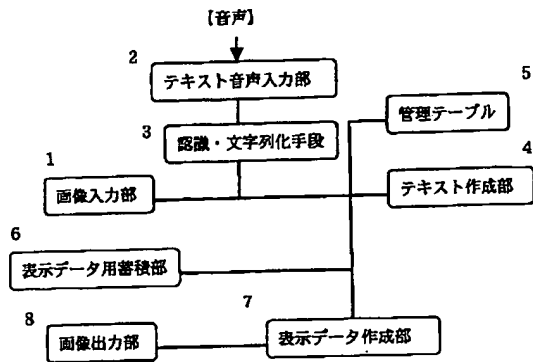 【音声】
2
テキスト音声入力部
5
管理テーブル
3
認識・文字列化手段
4
テキスト作成部
1
画像入力部
6
表示データ用蓄積部
7
表示データ作成部
8
画像出力部